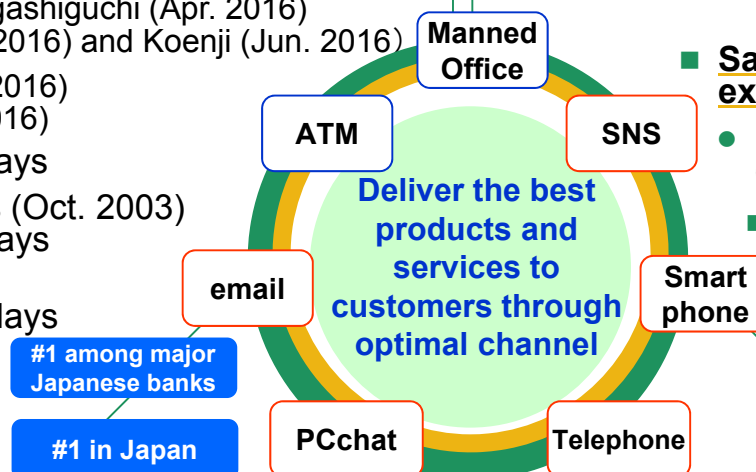 gashiguchi (Apr. 2016)
2016) and Koenji (Jun. 2016)
2016)
016)
ays
(Oct. 2003)
ays
lays
Manned
Office
ATM
SNS
email
Smart
phone
PCchat
Telephone
Deliver the best
products and
services to
customers through
optimal channel
#1 among major
Japanese banks
#1 in Japan
Sa
ex